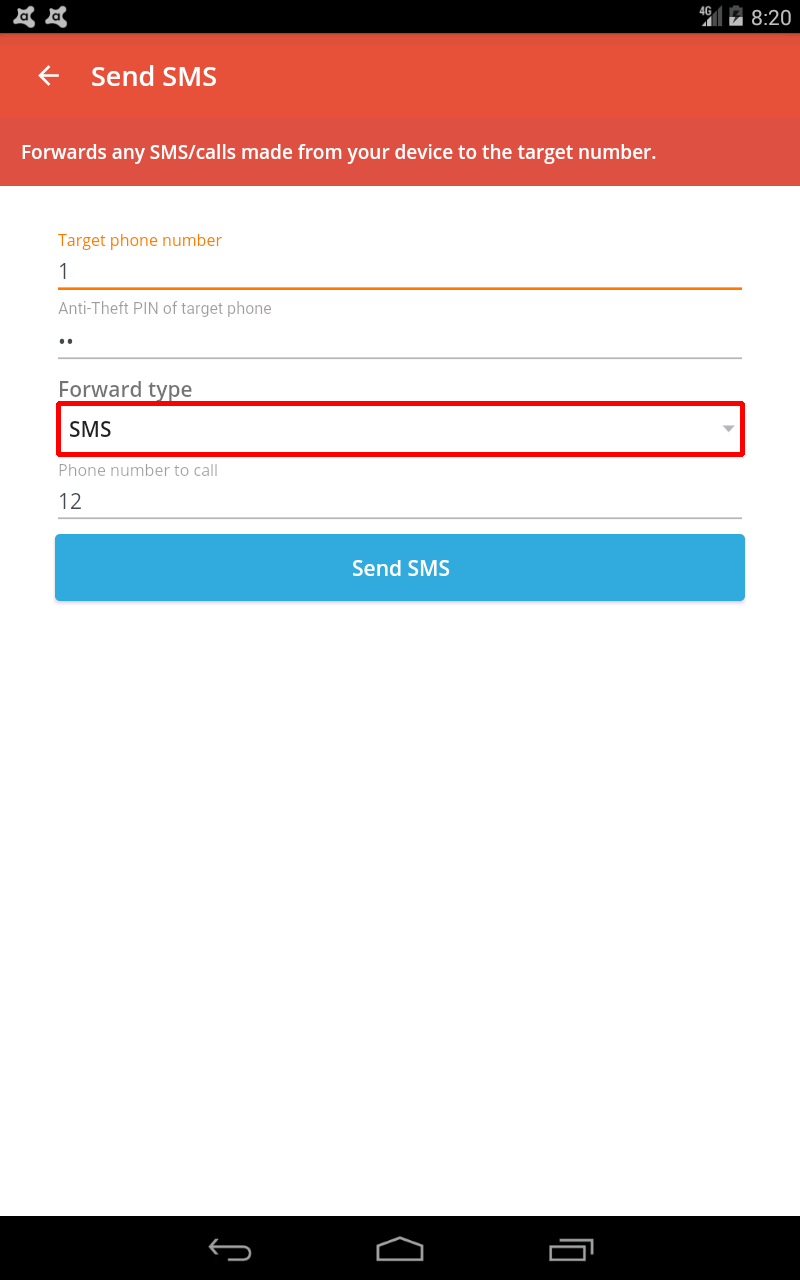 4G 8:20
Send SMS
Forwards any SMS/calls made from your device to the target number.
Target phone number
1
Anti-Theft PIN of target phone
••
Forward type
SMS
Phone number to call
12
Send SMS